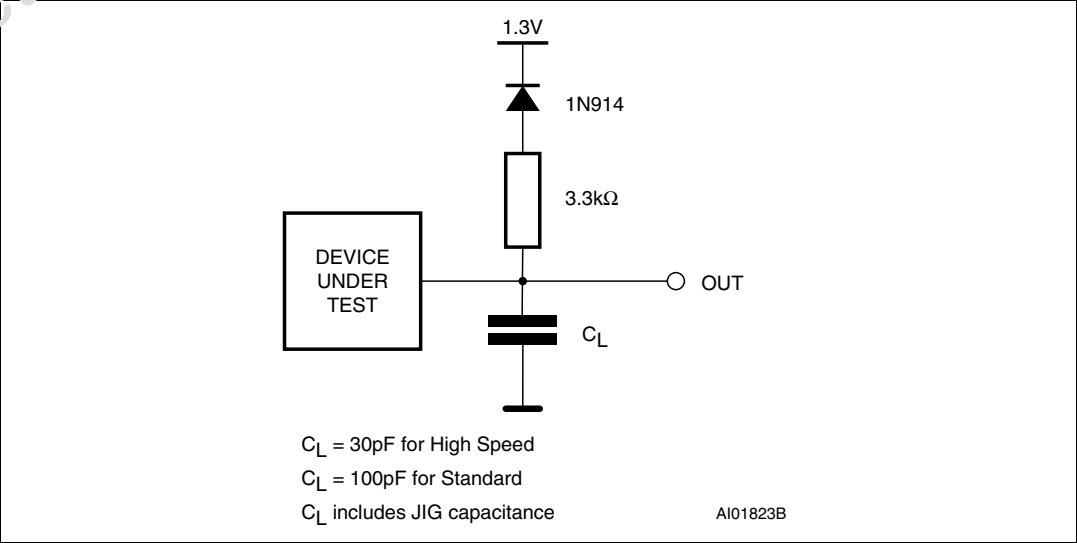 1.3V
1N914
3.3kΩ
DEVICE
UNDER
TEST
OUT
CL
CL = 30pF for High Speed
CL = 100pF for Standard
CL includes JIG capacitance
AI01823B